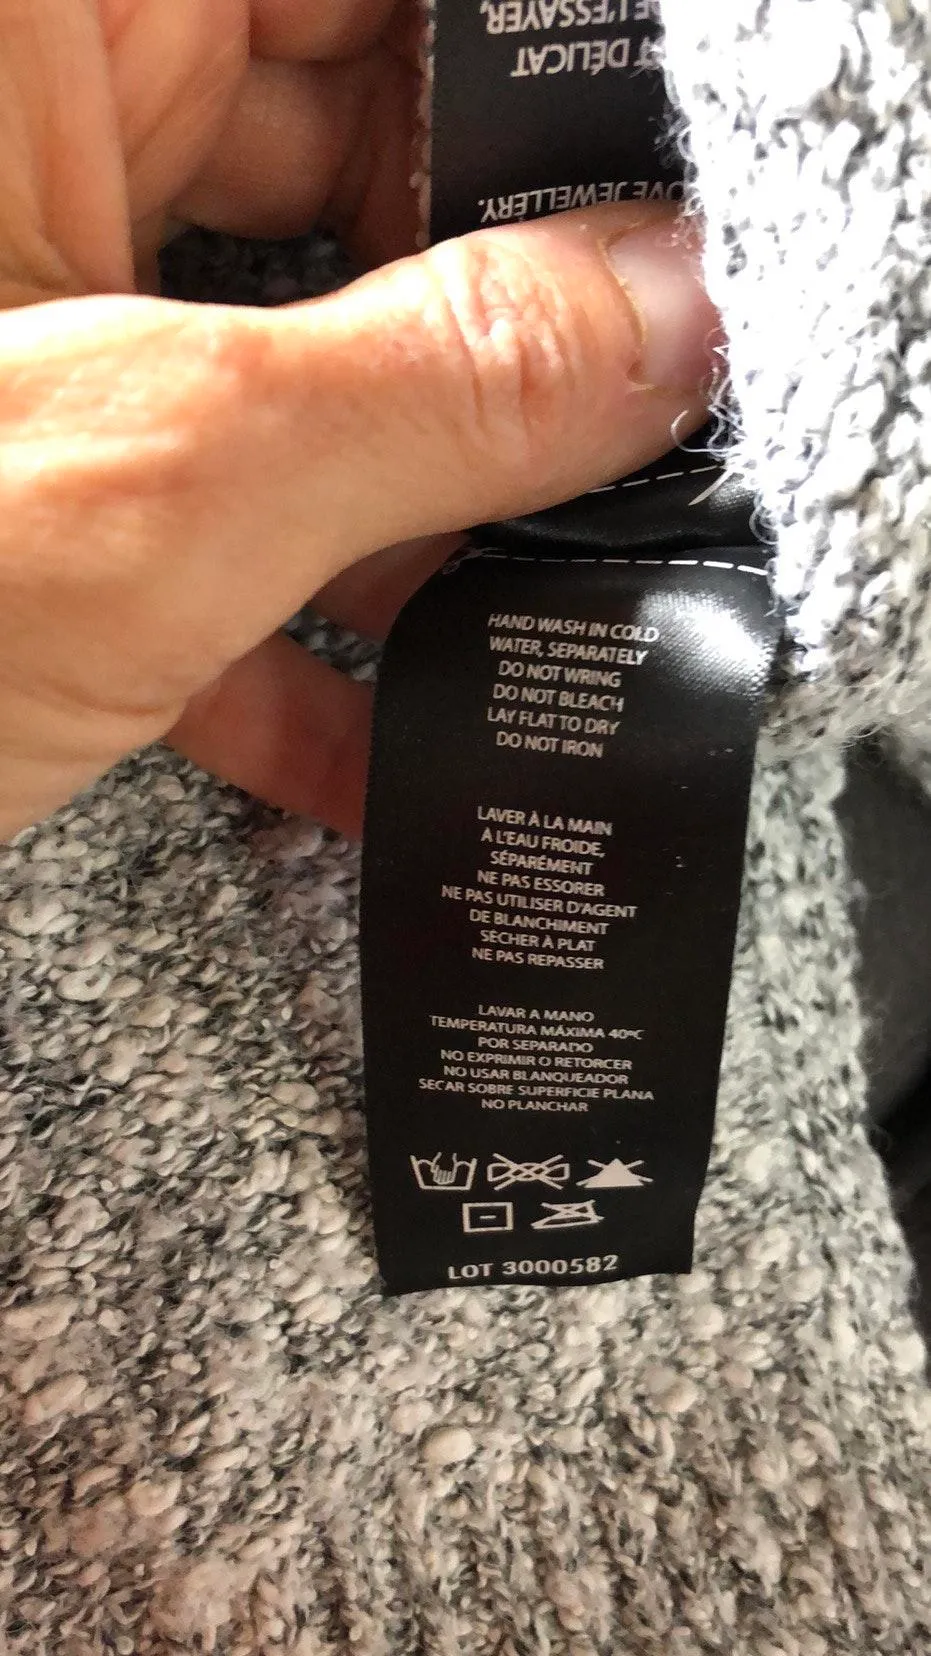 DE L'ESSAYER,
DÉLICAT
JEWELLERY.
HAND WASH IN COLD
WATER, SEPARATELY
DO NOT WRING
DO NOT BLEACH
LAY FLAT TO DRY
DO NOT IRON
LAVER À LA MAIN
À L'EAU FROIDE,
SÉPARÉMENT
NE PAS ESSORER
NE PAS UTILISER D'AGENT
DE BLANCHIMENT
SÉCHER À PLAT
NE PAS REPASSER
LAVAR A MANO
TEMPERATURA MÁXIMA 40ºC
POR SEPARADO
NO EXPRIMIR O RETORCER
NO USAR BLANQUEADOR
SECAR SOBRE SUPERFICIE PLANA
NO PLANCHAR
LOT 3000582